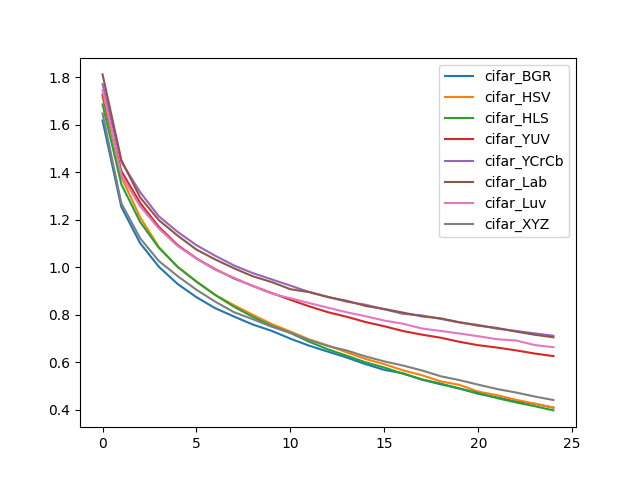 1.8
1.6
1.4
1.2
1.0
0.8
0.6
0.4
0 5 10 15 20 25
cifar_BGR
cifar_HSV
cifar_HLS
cifar_YUV
cifar_YCrCb
cifar_Lab
cifar_Luv
cifar_XYZ